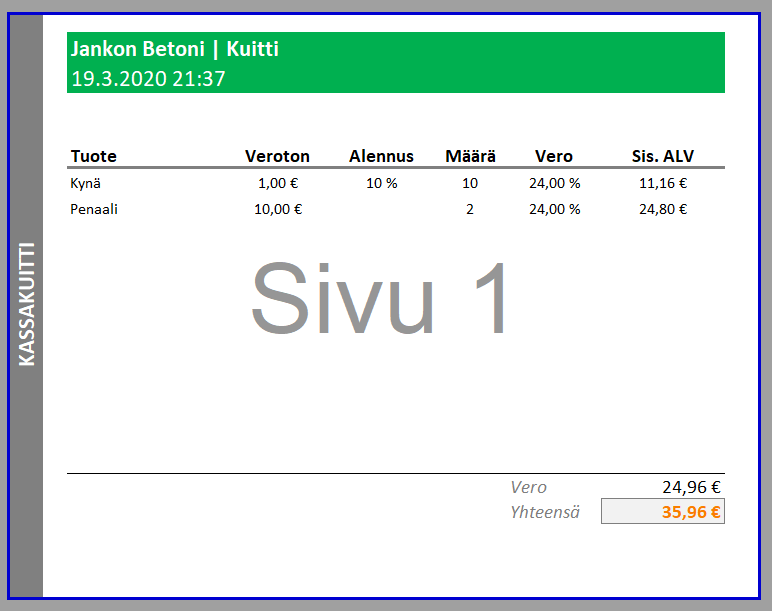 Jankon Betoni | Kuitti
19.3.2020 21:37
Tuote Veroton Alennus Määrä Vero Sis. ALV
Kynä 1,00 € 10 % 10 24,00 % 11,16 €
Penaali 10,00 € 2 24,00 % 24,80 €
KASSAKUITTI
Sivu 1
Vero 24,96 €
Yhteensä 35,96 €